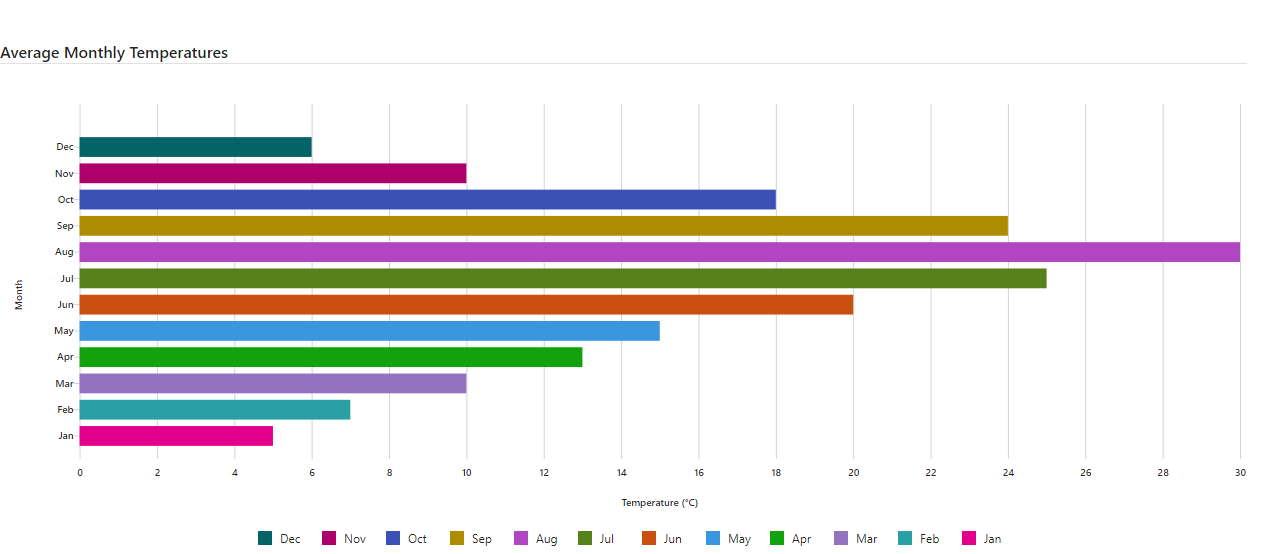 Average Monthly Temperatures
Dec
Nov
Oct
Sep
Aug
Jul
Jun
May
Apr
Mar
Feb
Jan
Month
0 2 4 6 8 10 12 14 16 18 20 22 24 26 28 30
Temperature (°C)
Dec Nov Oct Sep Aug Jul Jun May Apr Mar Feb Jan